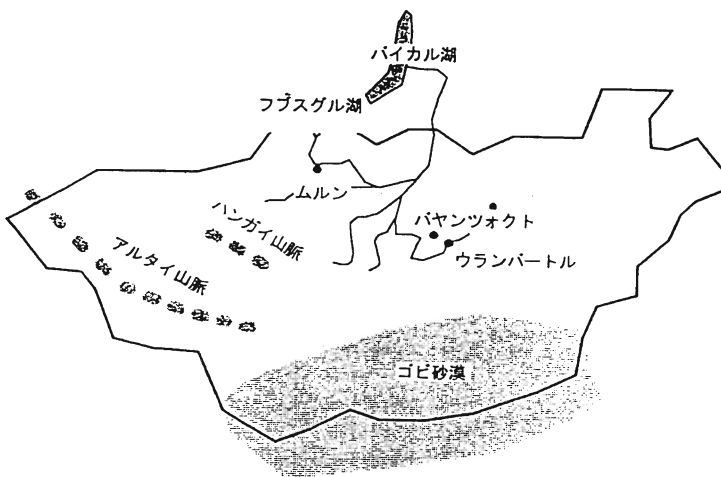 バイカル湖
フブスグル湖
ムルン
ハンガイ山脈
バヤンツォクト
アルタイ山脈
ウランバートル
ゴビ砂漠